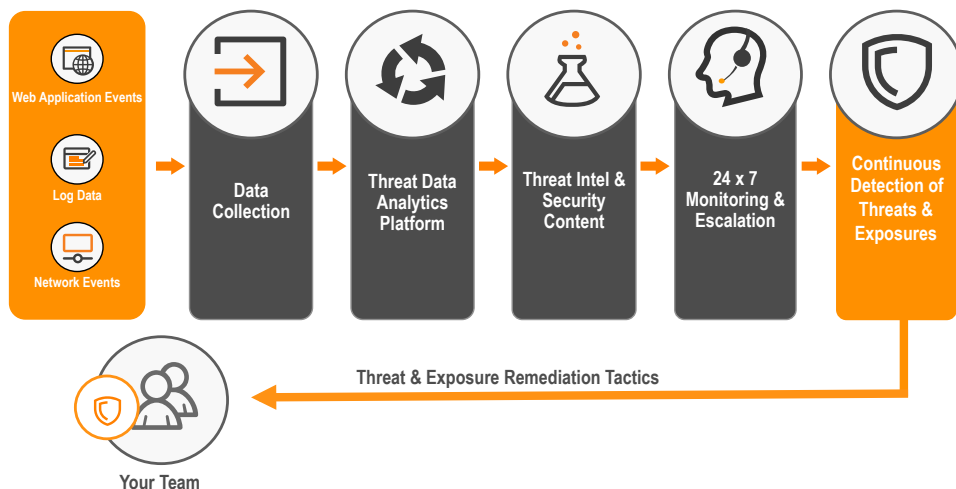 Web Application Events
Log Data
Network Events
Data
Collection
Threat Data
Analytics
Platform
Threat Intel &
Security
Content
24 x 7
Monitoring &
Escalation
Continuous
Detection of
Threats &
Exposures
Threat & Exposure Remediation Tactics
Your Team